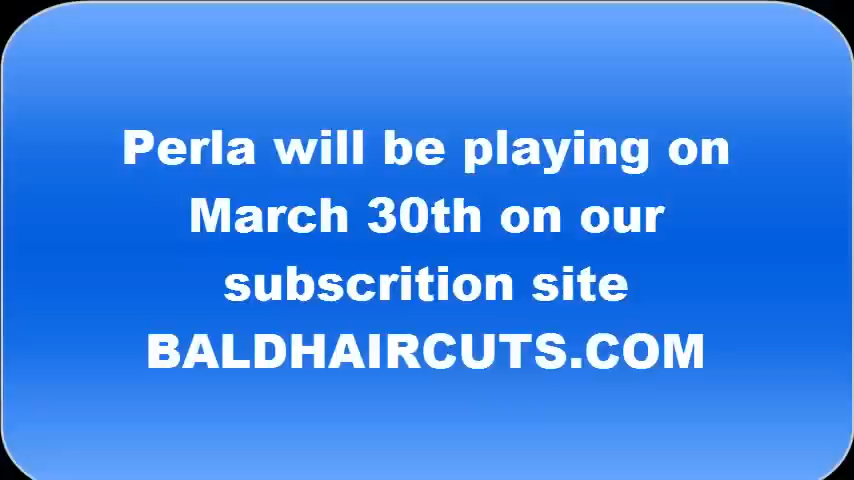 Perla will be playing on
March 30th on our
subscrition site
BALDHAIRCUTS.COM